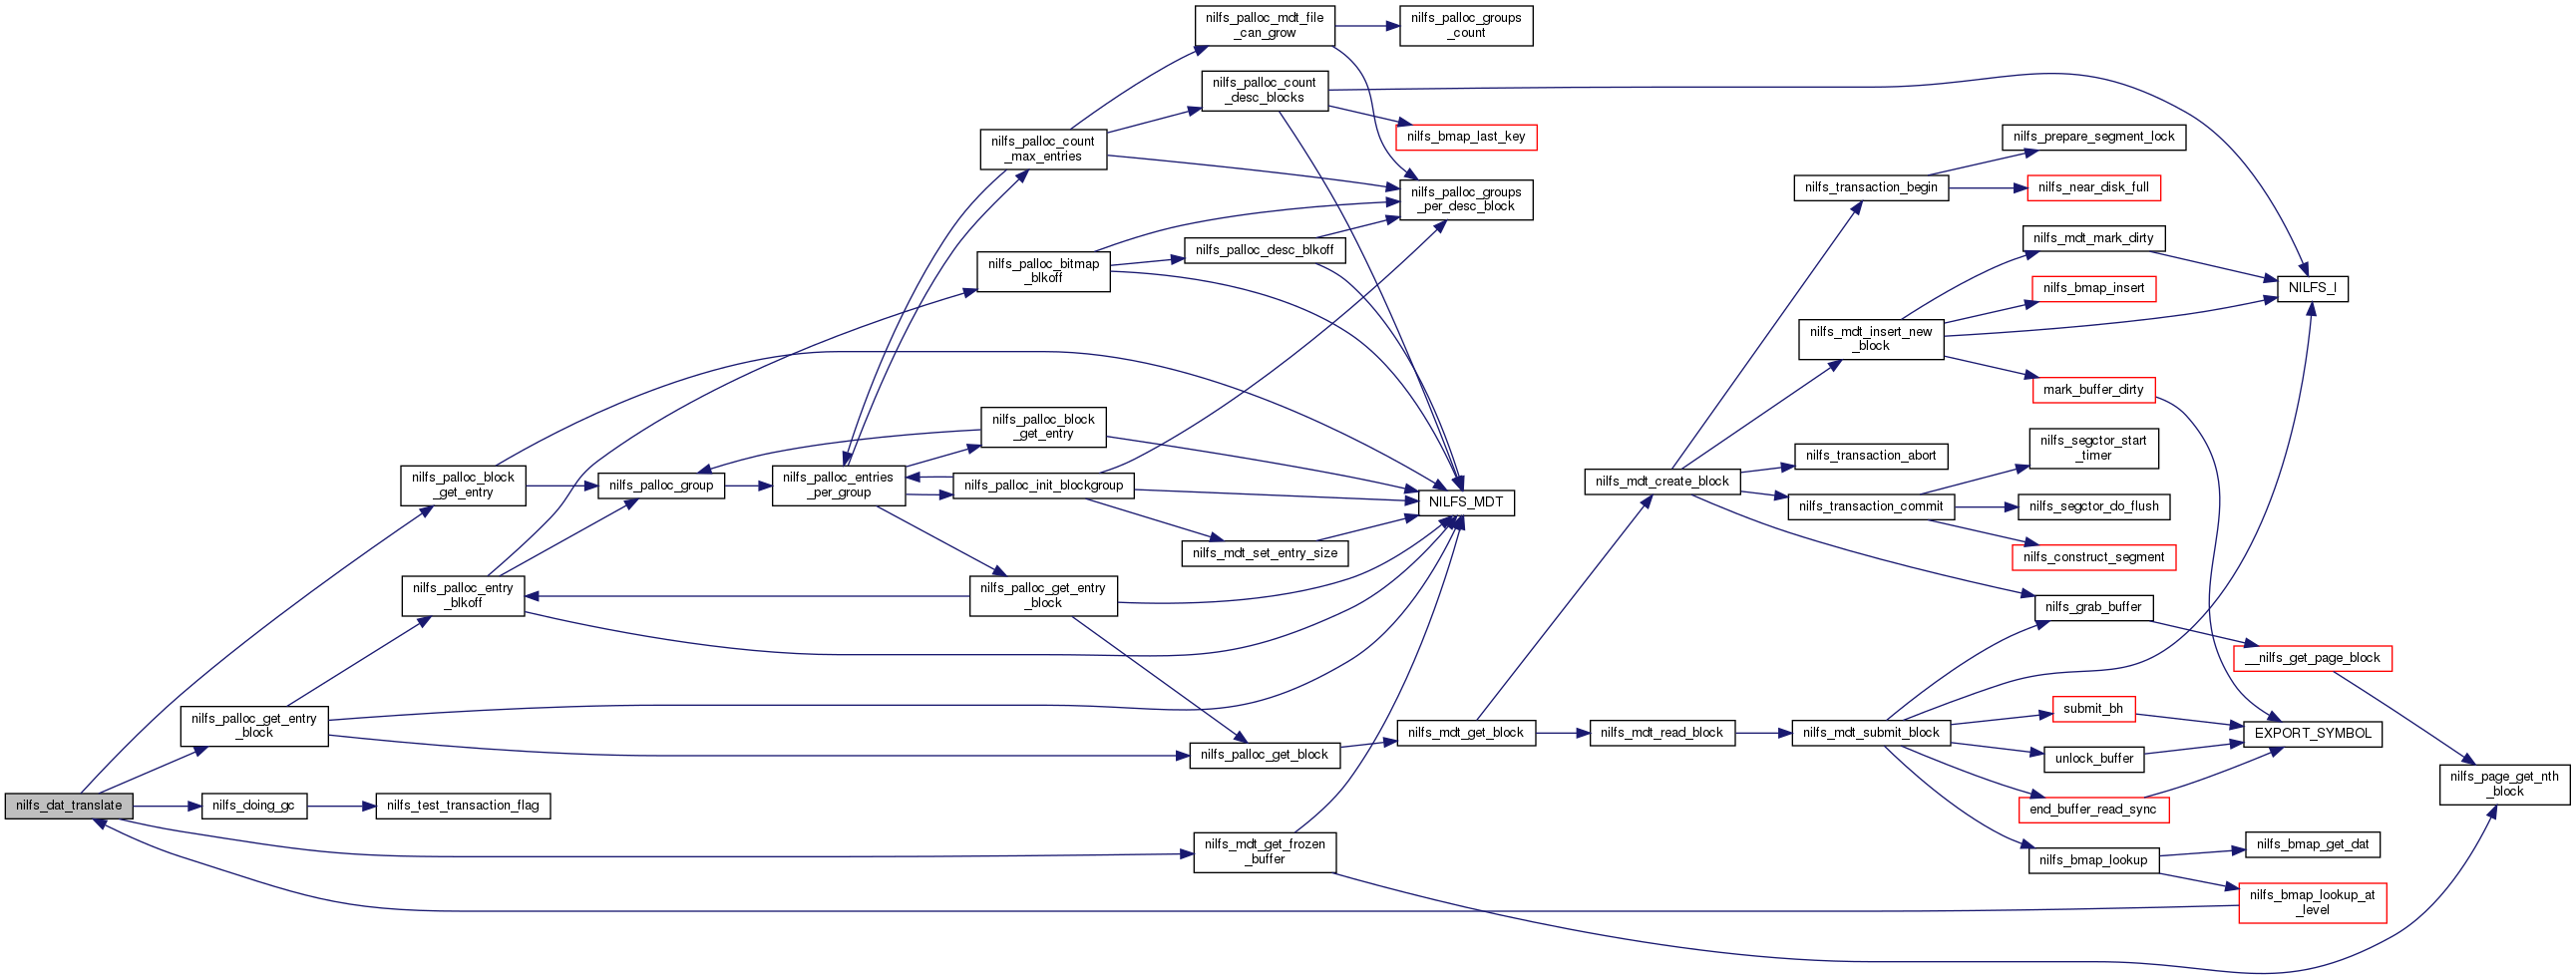 nilfs_palloc_mdt_file
_can_grow
nilfs_palloc_groups
_count
nilfs_palloc_count
_desc_blocks
nilfs_bmap_last_key
nilfs_palloc_count
_max_entries
nilfs_prepare_segment_lock
nilfs_transaction_begin
nilfs_near_disk_full
nilfs_palloc_groups
_per_desc_block
nilfs_mdt_mark_dirty
nilfs_palloc_desc_blkoff
nilfs_palloc_bitmap
_blkoff
nilfs_bmap_insert
NILFS_I
nilfs_mdt_insert_new
_block
mark_buffer_dirty
nilfs_palloc_block
_get_entry
nilfs_segctor_start
_timer
nilfs_transaction_abort
nilfs_palloc_block
_get_entry
nilfs_palloc_group
nilfs_palloc_entries
_per_group
nilfs_palloc_init_blockgroup
NILFS_MDT
nilfs_mdt_create_block
nilfs_transaction_commit
nilfs_segctor_do_flush
nilfs_mdt_set_entry_size
nilfs_construct_segment
nilfs_palloc_entry
_blkoff
nilfs_palloc_get_entry
_block
nilfs_grab_buffer
__nilfs_get_page_block
nilfs_palloc_get_entry
_block
submit_bh
nilfs_palloc_get_block
nilfs_mdt_get_block
nilfs_mdt_read_block
nilfs_mdt_submit_block
EXPORT_SYMBOL
unlock_buffer
nilfs_page_get_nth
_block
nilfs_dat_translate
nilfs_doing_gc
nilfs_test_transaction_flag
end_buffer_read_sync
nilfs_mdt_get_frozen
_buffer
nilfs_bmap_lookup
nilfs_bmap_get_dat
nilfs_bmap_lookup_at
_level